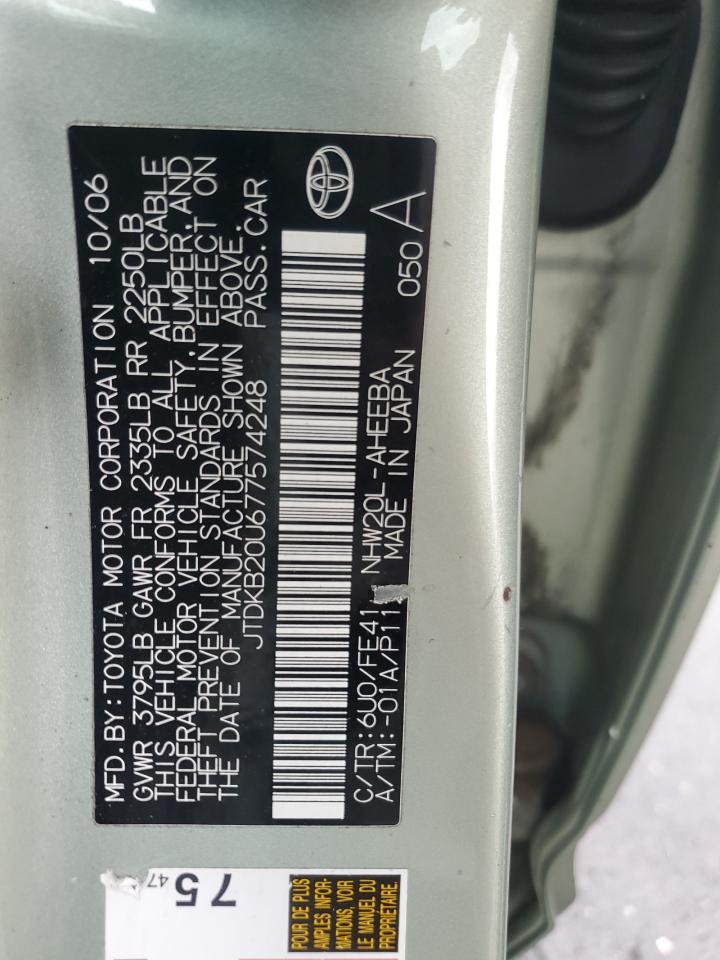 MFD. BY: TOYOTA MOTOR CORPORATION 10/06
GVWR 3795LB GAWR FR 2335LB RR 2250LB
THIS VEHICLE CONFORMS TO ALL APPLICABLE
FEDERAL MOTOR VEHICLE SAFETY, BUMPER, AND
THEFT PREVENTION STANDARDS IN EFFECT ON
THE DATE OF MANUFACTURE SHOWN ABOVE.
JTDKB20U677574248 PASS. CAR
C/TR: 6U0/FE41 NHW20L-AHEEBA 050 A
A/TM: -01A/P112 MADE IN JAPAN
75
47
POUR DE PLUS
AMPLES INFOR-
MATIONS, VOIR
LE MANUEL DU
PROPRIETAIRE.